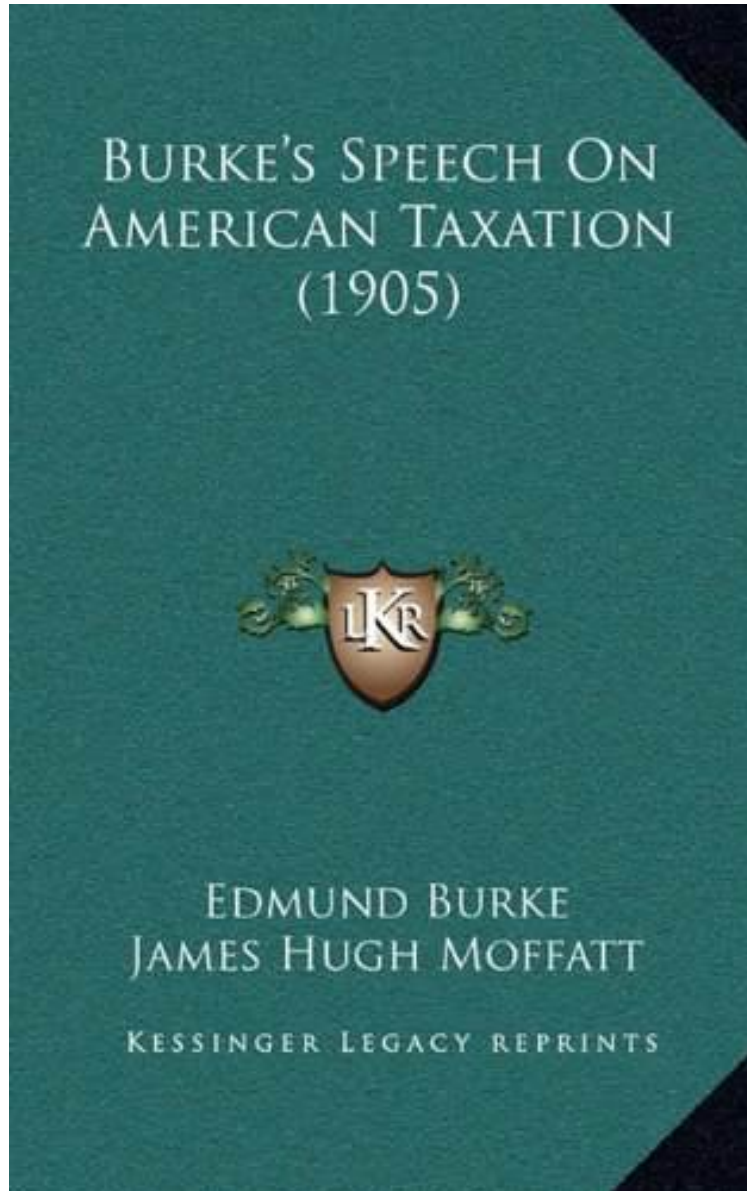 Burke's Speech On
American Taxation
(1905)
LKR
Edmund Burke
James Hugh Moffatt
Kessinger Legacy reprints